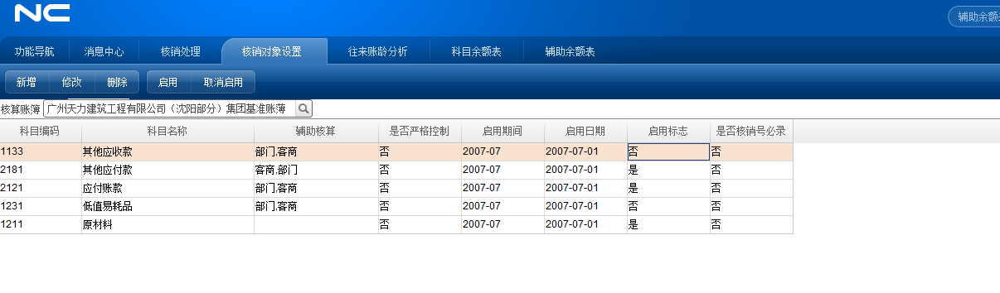 NC
辅助余额表
功能导航 消息中心 核销处理 核销对象设置 往来账龄分析 科目余额表 辅助余额表
新增 修改 删除 启用 取消启用
核算账簿 广州天力建筑工程有限公司（沈阳部分）集团基准账簿
科目编码 科目名称 辅助核算 是否严格控制 启用期间 启用日期 启用标志 是否核销号必录
1133 其他应收款 部门,客商 否 2007-07 2007-07-01 否 否
2181 其他应付款 客商,部门 否 2007-07 2007-07-01 是 否
2121 应付账款 部门,客商 否 2007-07 2007-07-01 是 否
1231 低值易耗品 部门,客商 否 2007-07 2007-07-01 否 否
1211 原材料 否 2007-07 2007-07-01 是 否